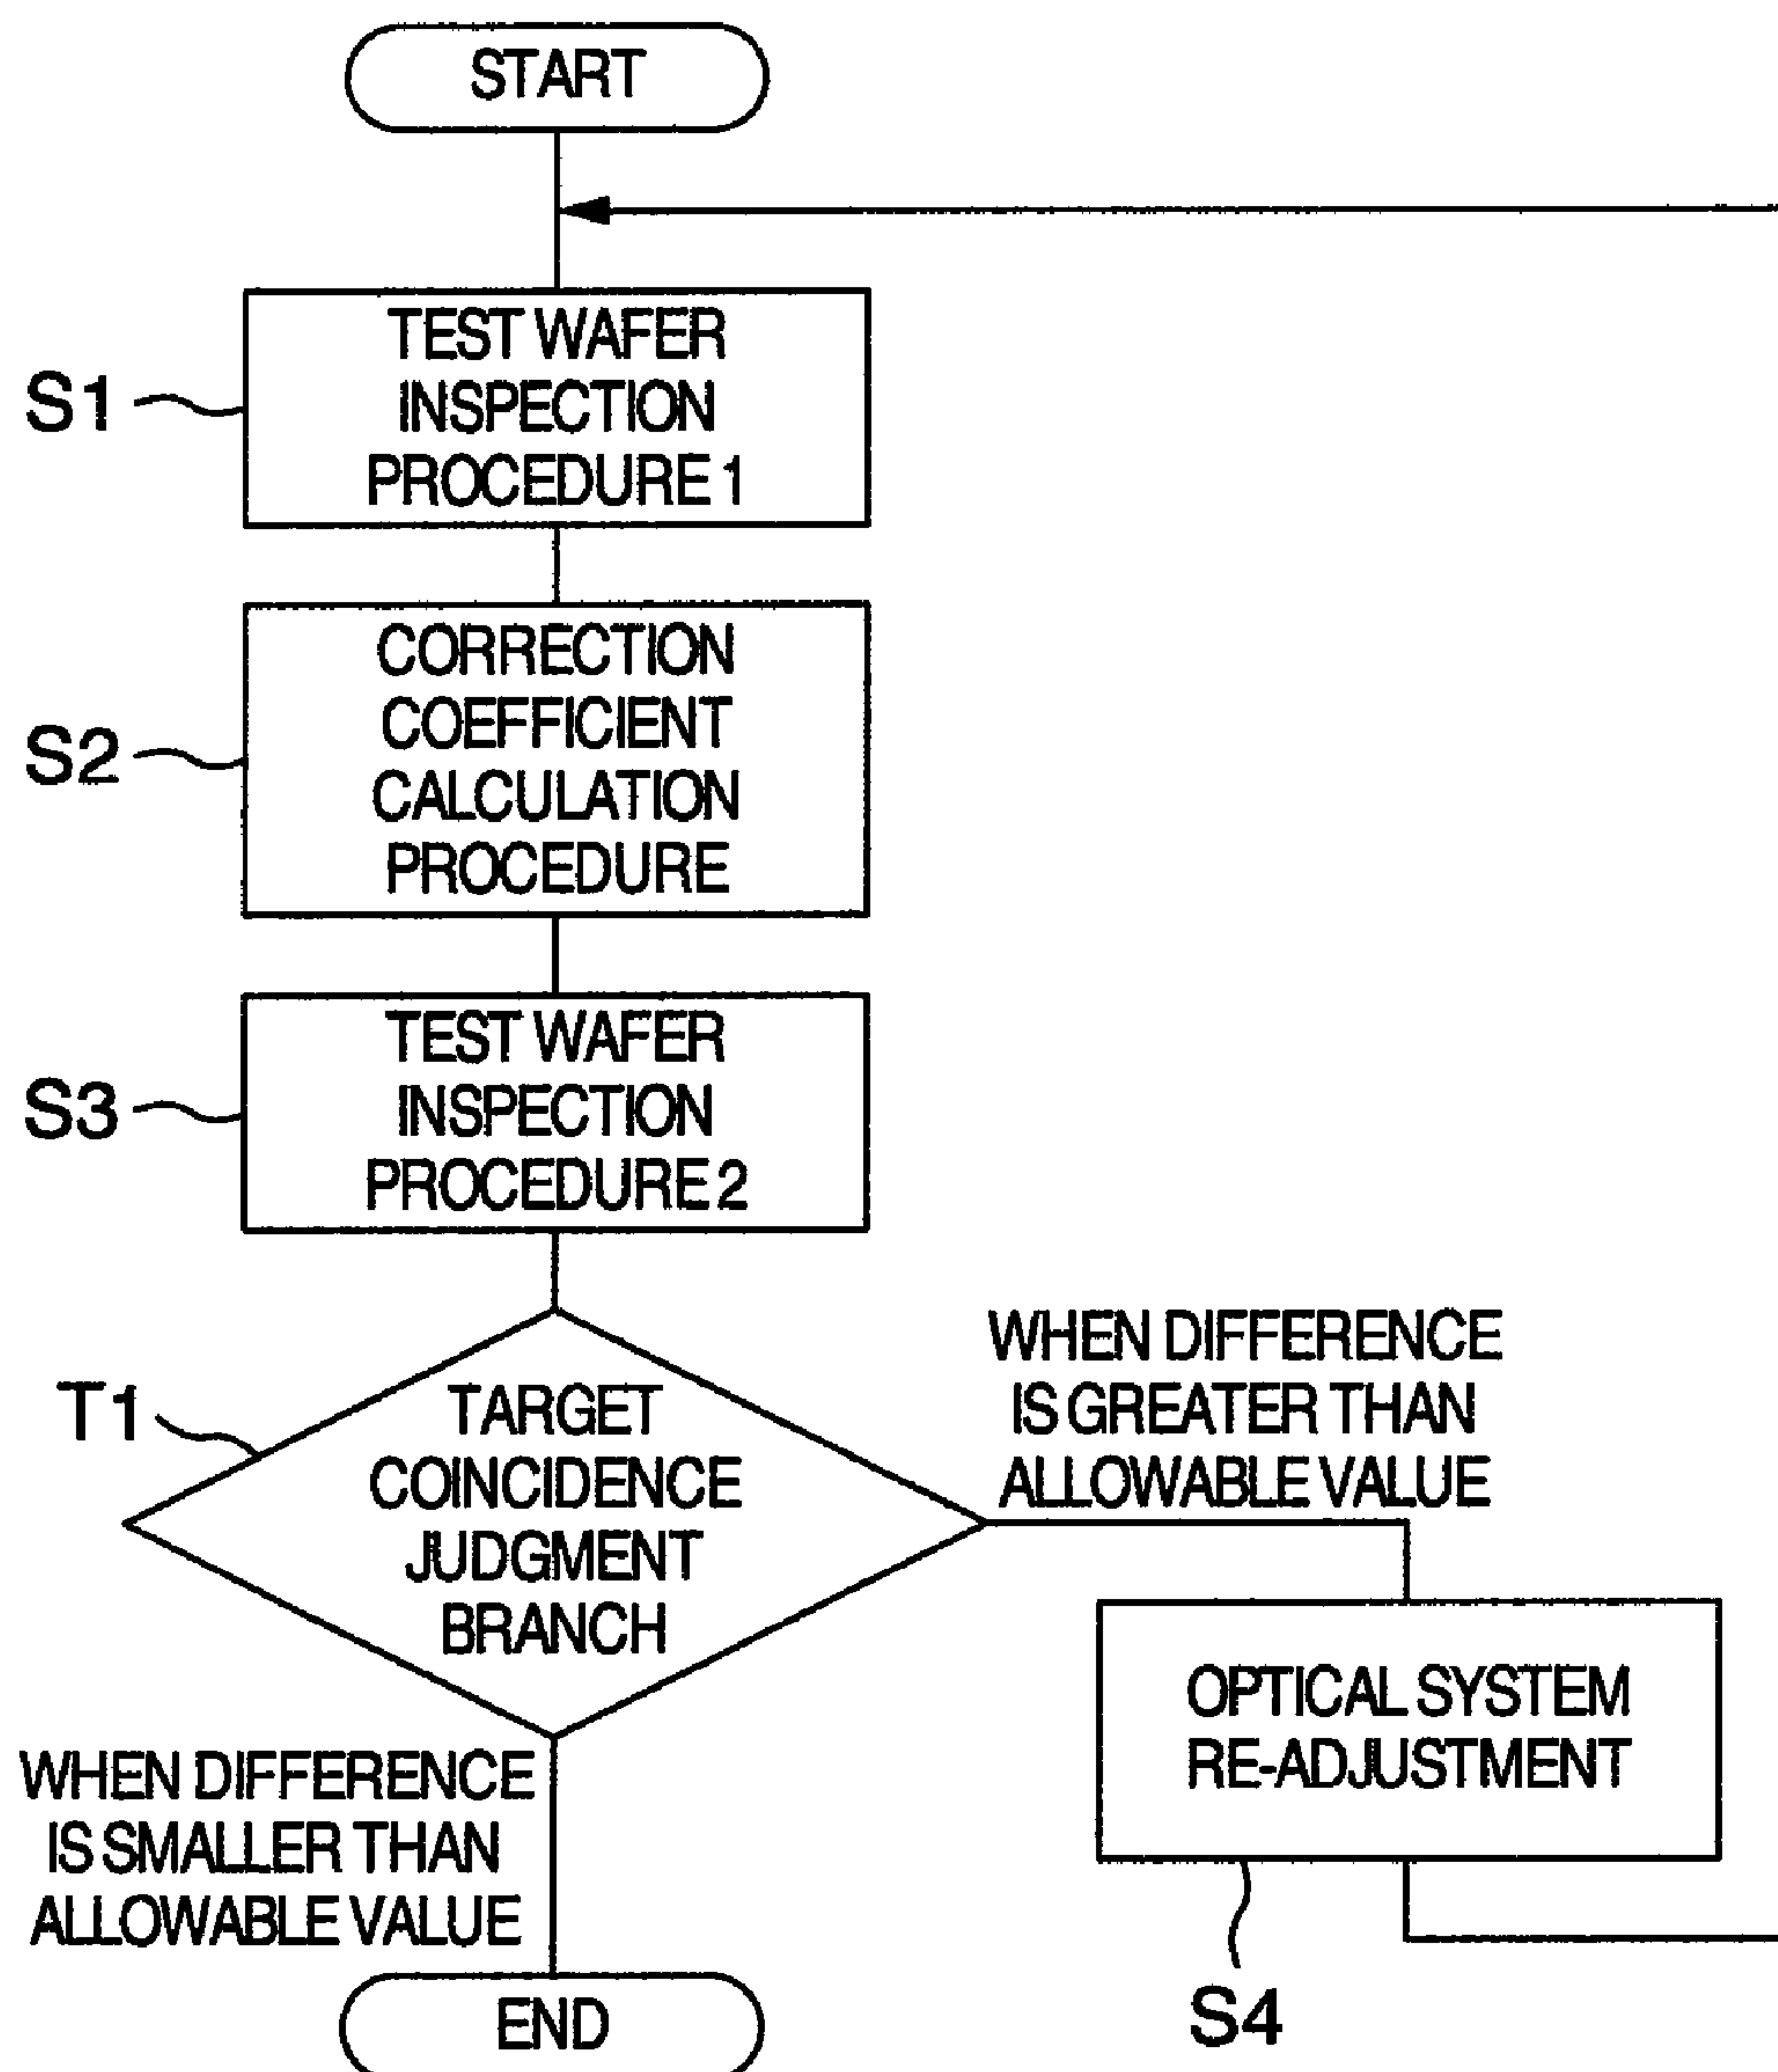 START
S1
TEST WAFER
INSPECTION
PROCEDURE 1
S2
CORRECTION
COEFFICIENT
CALCULATION
PROCEDURE
S3
TEST WAFER
INSPECTION
PROCEDURE 2
T1
TARGET
COINCIDENCE
JUDGMENT
BRANCH
WHEN DIFFERENCE
IS GREATER THAN
ALLOWABLE VALUE
OPTICAL SYSTEM
RE-ADJUSTMENT
S4
WHEN DIFFERENCE
IS SMALLER THAN
ALLOWABLE VALUE
END